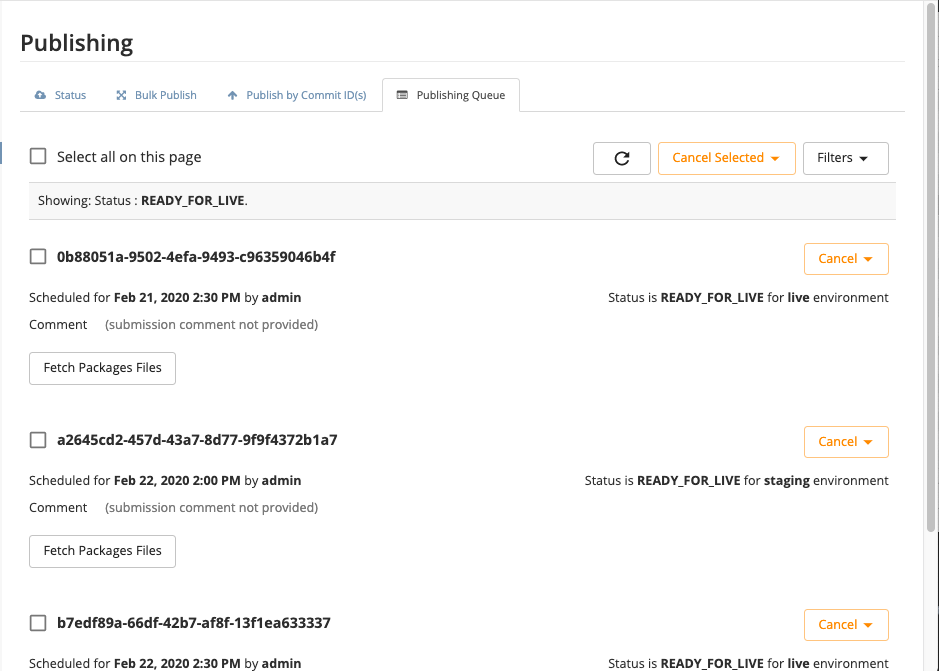 Publishing
Status Bulk Publish Publish by Commit ID(s) Publishing Queue
Select all on this page Cancel Selected Filters
Showing: Status : READY_FOR_LIVE.
0b88051a-9502-4efa-9493-c96359046b4f Cancel
Scheduled for Feb 21, 2020 2:30 PM by admin Status is READY_FOR_LIVE for live environment
Comment (submission comment not provided)
Fetch Packages Files
a2645cd2-457d-43a7-8d77-9f9f4372b1a7 Cancel
Scheduled for Feb 22, 2020 2:00 PM by admin Status is READY_FOR_LIVE for staging environment
Comment (submission comment not provided)
Fetch Packages Files
b7edf89a-66df-42b7-af8f-13f1ea633337 Cancel
Scheduled for Feb 22, 2020 2:30 PM by admin Status is READY_FOR_LIVE for live environment